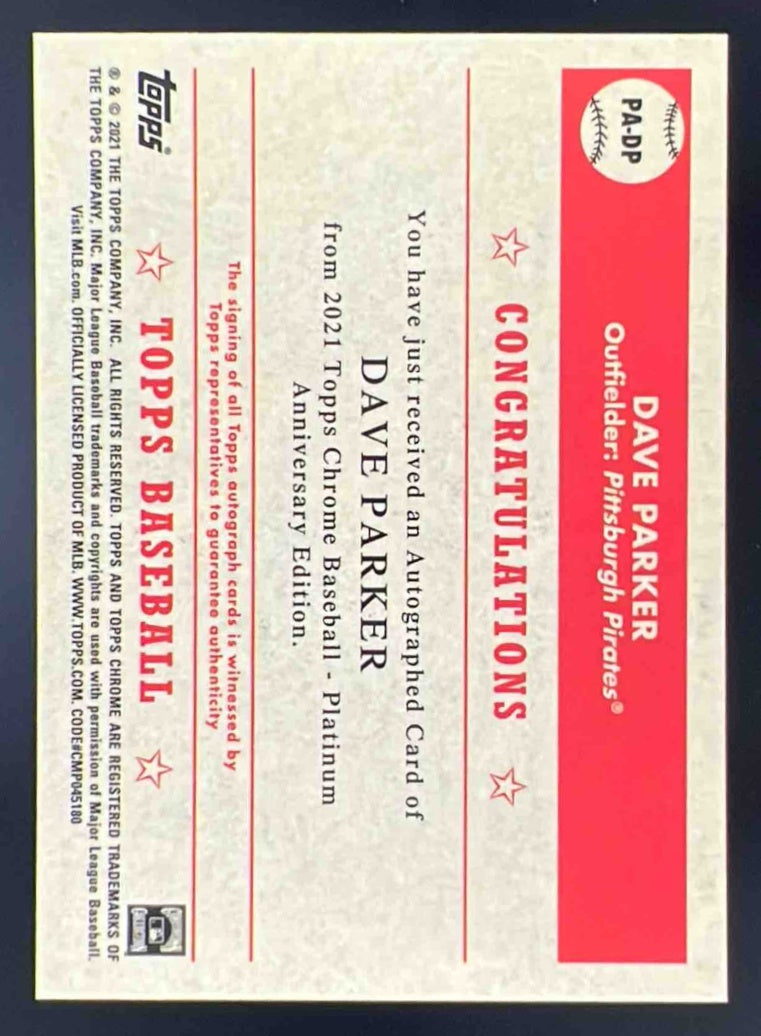 PA-DP
DAVE PARKER
Outfielder: Pittsburgh Pirates®
CONGRATULATIONS
You have just received an Autographed Card of
DAVE PARKER
from 2021 Topps Chrome Baseball - Platinum
Anniversary Edition.
The signing of all Topps autograph cards is witnessed by
Topps representatives to guarantee authenticity
topps®
TOPPS BASEBALL
® & © 2021 THE TOPPS COMPANY, INC. ALL RIGHTS RESERVED. TOPPS AND TOPPS CHROME ARE REGISTERED TRADEMARKS OF
THE TOPPS COMPANY, INC. Major League Baseball trademarks and copyrights are used with permission of Major League Baseball.
Visit MLB.com. OFFICIALLY LICENSED PRODUCT OF MLB. WWW.TOPPS.COM. CODE#CMP045180